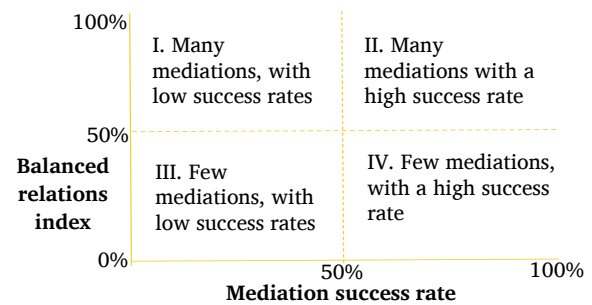 100%
I. Many
mediations, with
low success rates
II. Many
mediations with a
high success rate
50%
Balanced
relations
index
III. Few
mediations, with
low success rates
IV. Few mediations,
with a high success
rate
0%
50%
100%
Mediation success rate